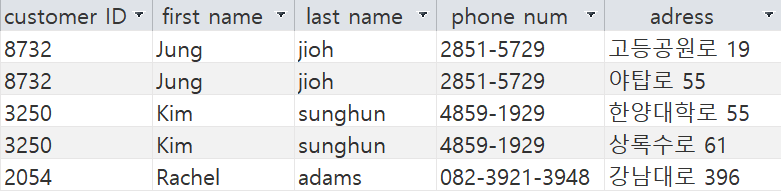 customer ID first name last name phone num adress
8732 Jung jioh 2851-5729 고등공원로 19
8732 Jung jioh 2851-5729 야탑로 55
3250 Kim sunghun 4859-1929 한양대학로 55
3250 Kim sunghun 4859-1929 상록수로 61
2054 Rachel adams 082-3921-3948 강남대로 396